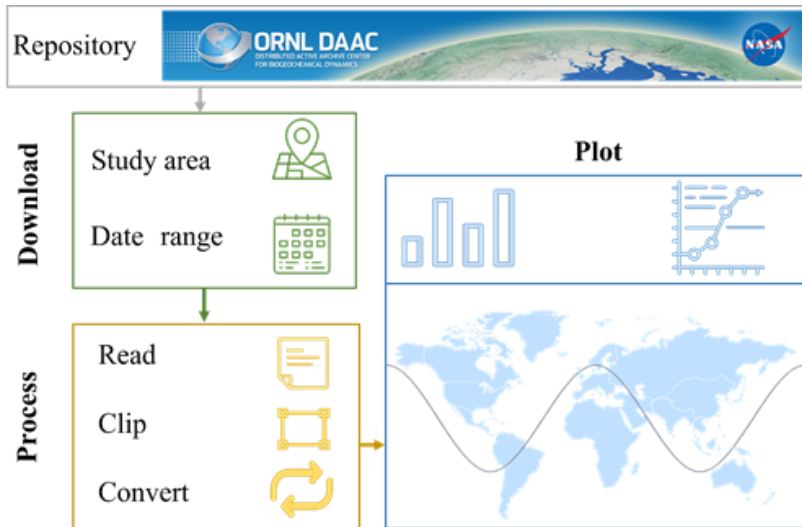 Repository
ORNL DAAC
DISTRIBUTED ACTIVE ARCHIVE CENTER
FOR BIOGEOCHEMICAL DYNAMICS
NASA
Download
Study area
Date range
Plot
Process
Read
Clip
Convert